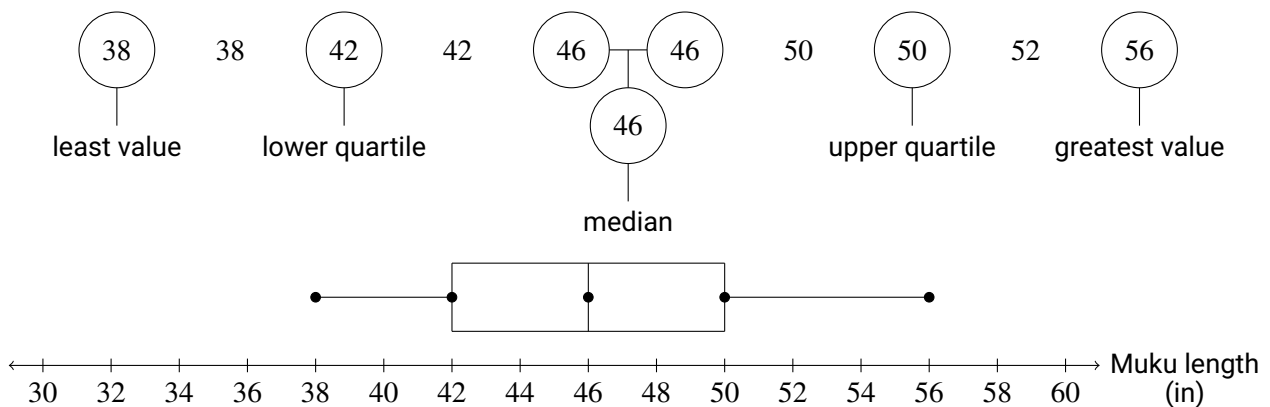 38 38 42 42 46 46 50 50 52 56
46
least value lower quartile upper quartile greatest value
median
Muku length
(in)
30 32 34 36 38 40 42 44 46 48 50 52 54 56 58 60